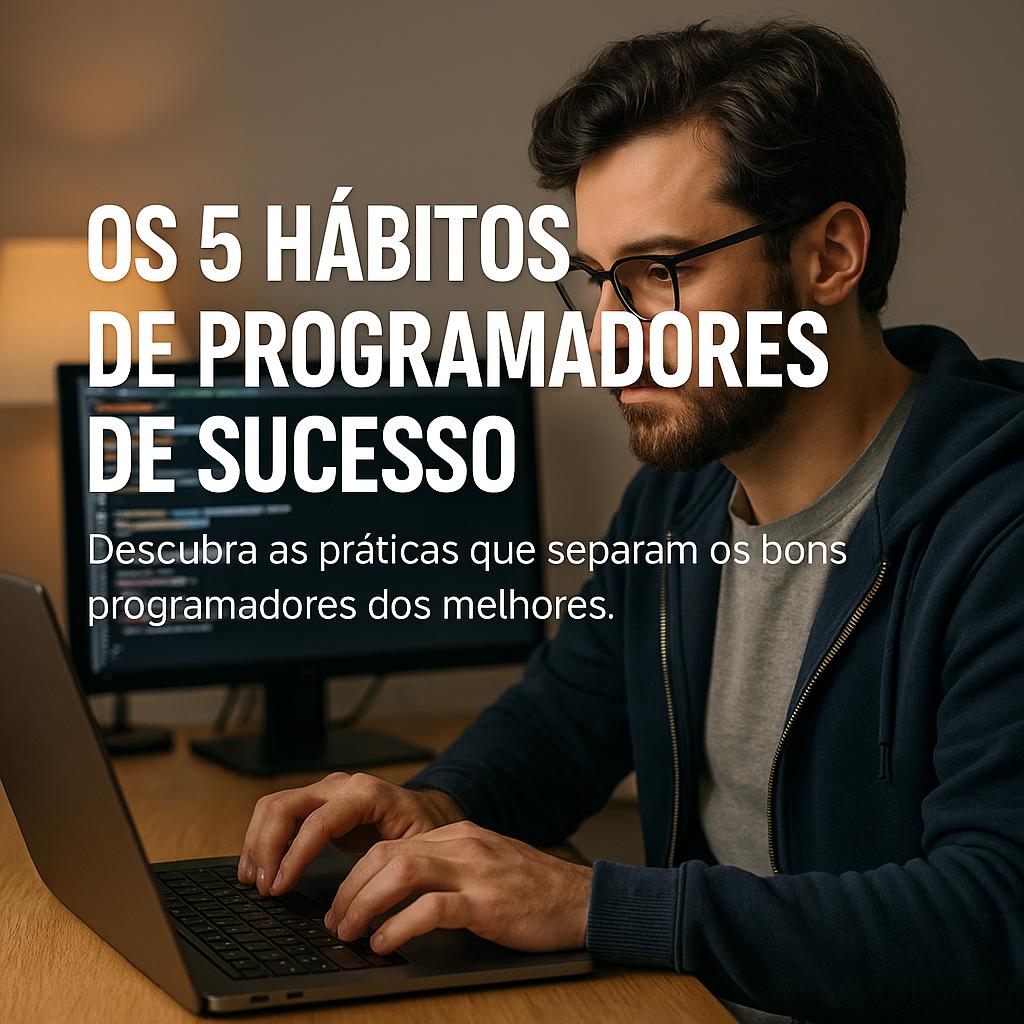 OS 5 HÁBITOS
DE PROGRAMADORES
DE SUCESSO
Descubra as práticas que separam os bons
programadores dos melhores.